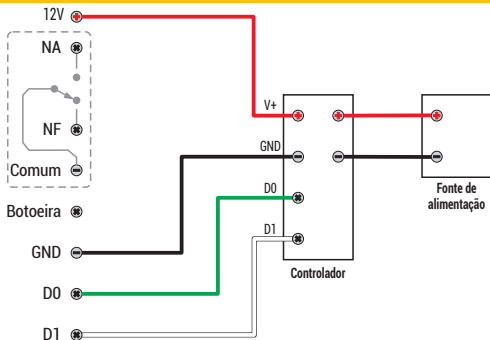 12V
NA
NF
Comum
Botoeira
GND
D0
D1
V+
GND
D0
D1
Controlador
Fonte de
alimentação